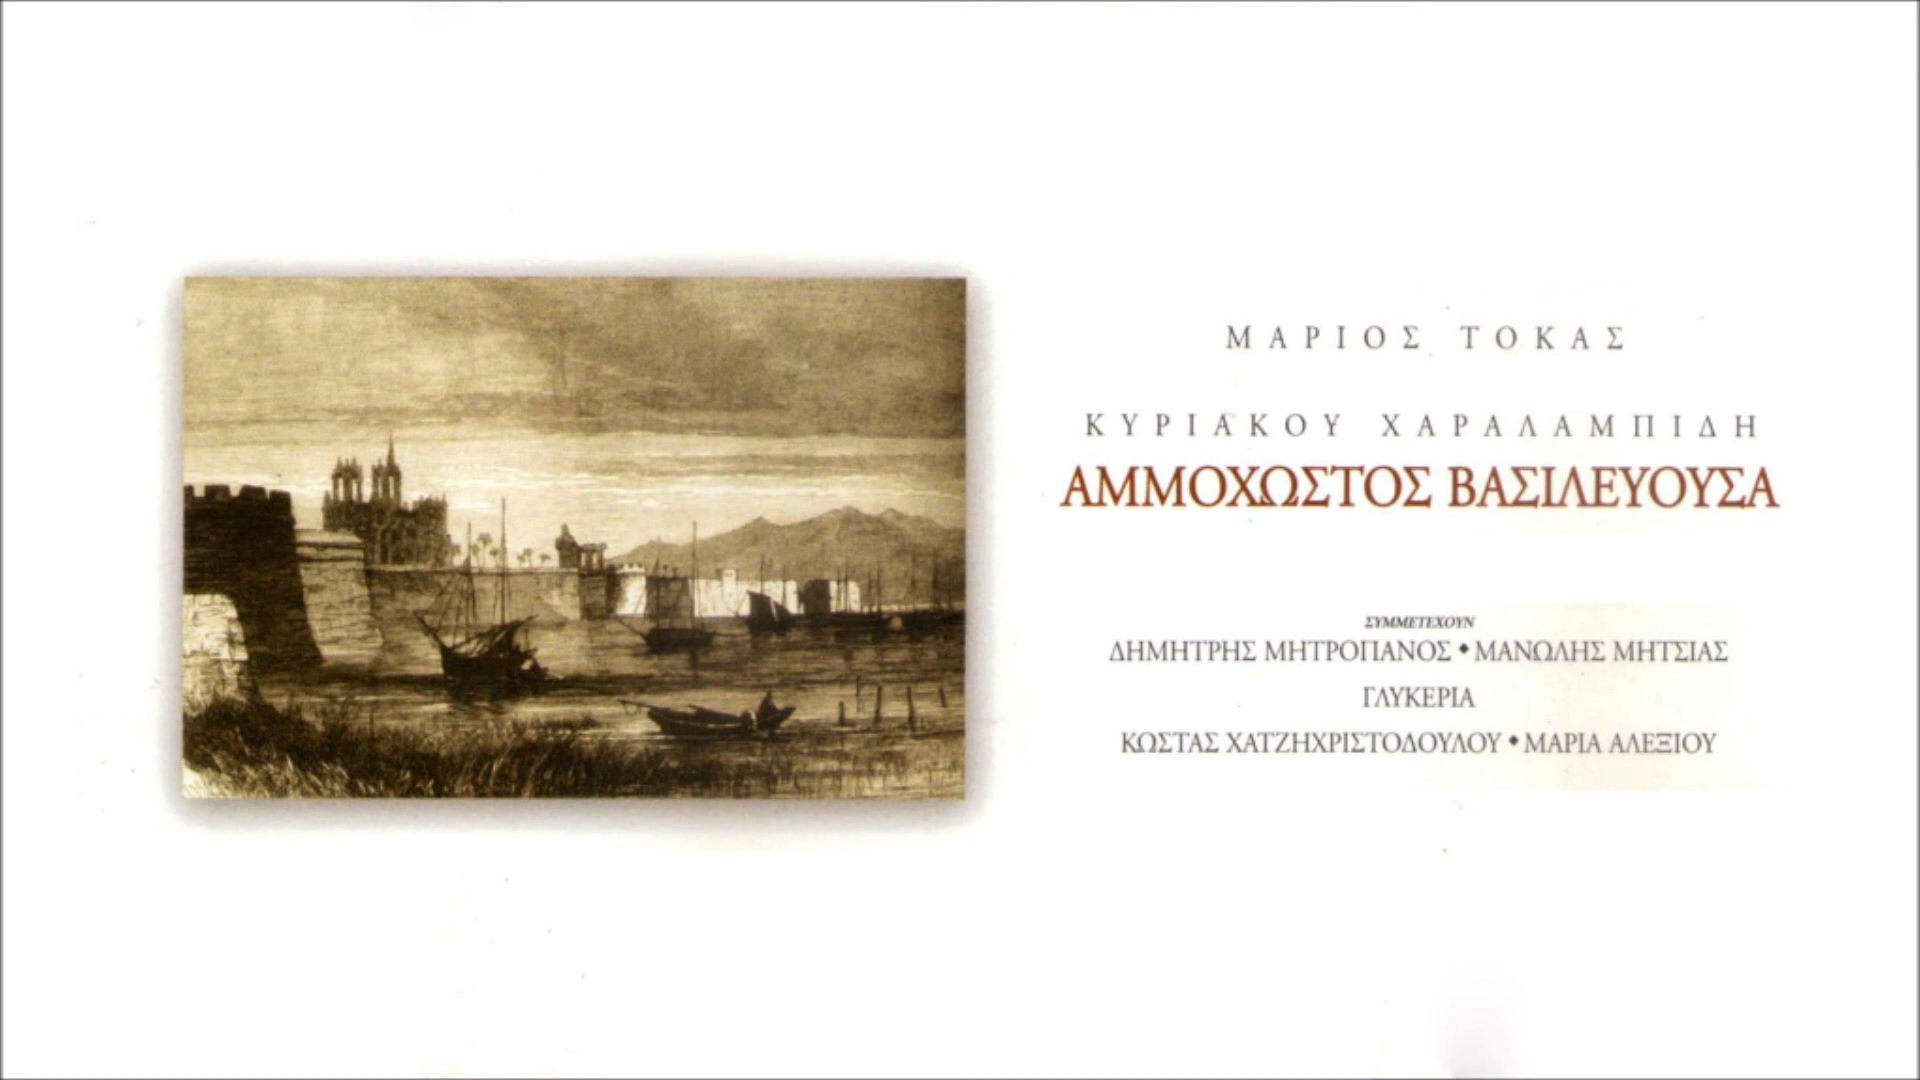 ΜΑΡΙΟΣ ΤΟΚΑΣ
ΚΥΡΙΑΚΟΥ ΧΑΡΑΛΑΜΠΙΔΗ
ΑΜΜΟΧΩΣΤΟΣ ΒΑΣΙΛΕΥΟΥΣΑ
ΣΥΜΜΕΤΕΧΟΥΝ
ΔΗΜΗΤΡΗΣ ΜΗΤΡΟΠΑΝΟΣ ◆ ΜΑΝΩΛΗΣ ΜΗΤΣΙΑΣ
ΓΛΥΚΕΡΙΑ
ΚΩΣΤΑΣ ΧΑΤΖΗΧΡΙΣΤΟΔΟΥΛΟΥ ◆ ΜΑΡΙΑ ΑΛΕΞΙΟΥ